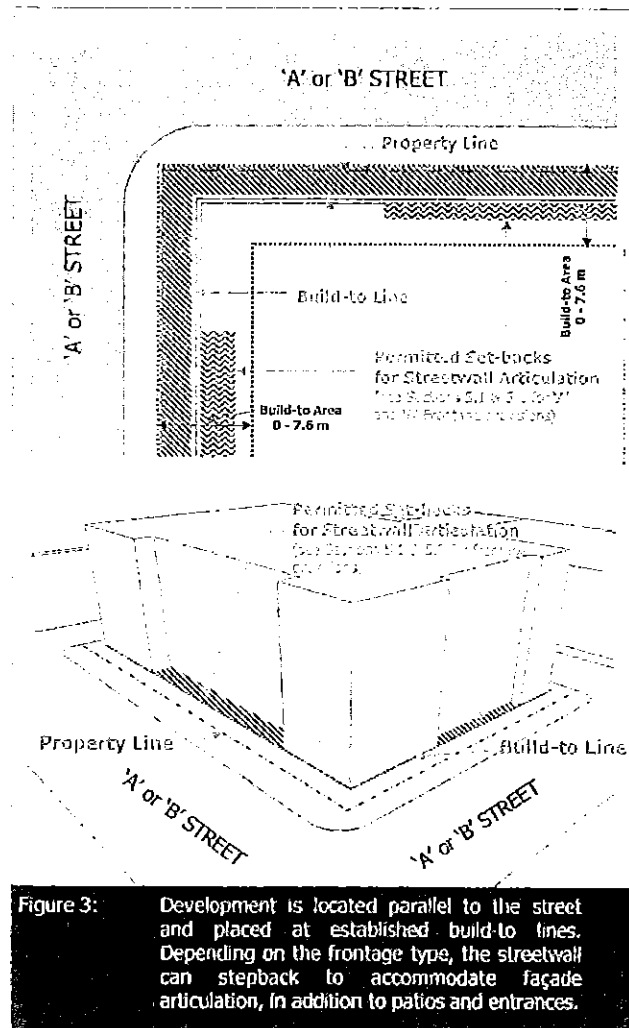 'A' or 'B' STREET
Property Line
'A' or 'B' STREET
Build-to Line
Build-to Area
0 - 7.6 m
Permitted Set-backs
for Streetwall Articulation
Build-to Area
0 - 7.6 m
Permitted Set-backs
for Streetwall Articulation
Property Line
Build-to Line
'A' or 'B' STREET
'A' or 'B' STREET
Figure 3:
Development is located parallel to the street
and placed at established build-to lines.
Depending on the frontage type, the streetwall
can stepback to accommodate façade
articulation, in addition to patios and entrances.